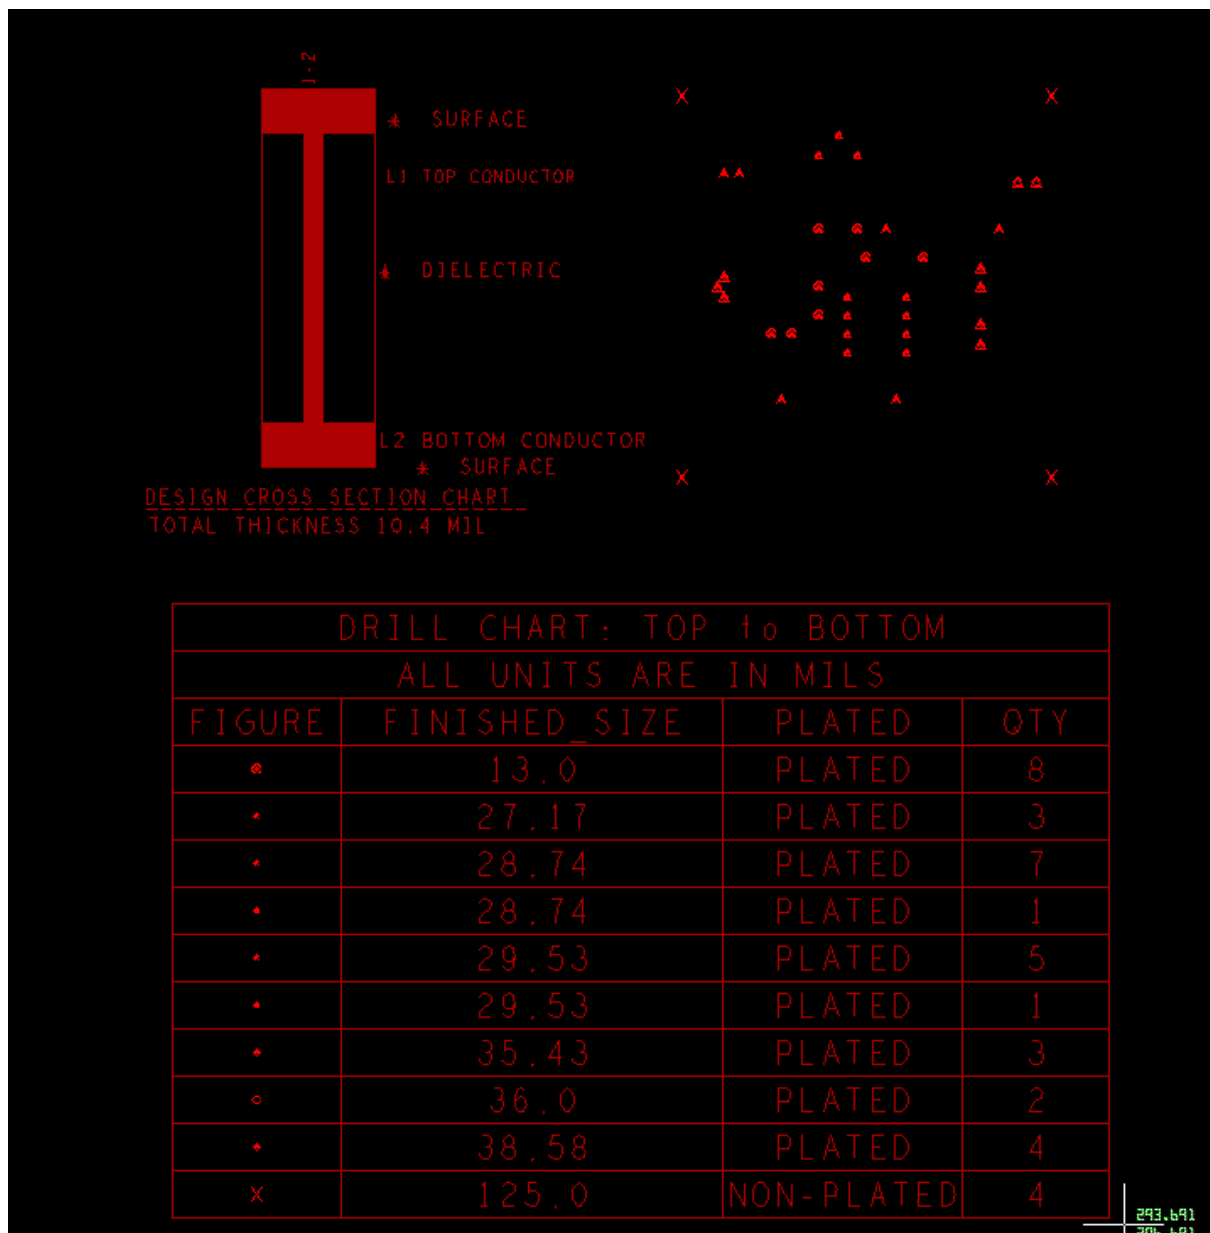 1-2
* SURFACE
L1 TOP CONDUCTOR
* DIELECTRIC
L2 BOTTOM CONDUCTOR
* SURFACE
DESIGN CROSS SECTION CHART
TOTAL THICKNESS 10.4 MIL
DRILL CHART: TOP to BOTTOM
ALL UNITS ARE IN MILS
FIGURE FINISHED_SIZE PLATED QTY
13.0 PLATED 8
27.17 PLATED 3
28.74 PLATED 7
28.74 PLATED 1
29.53 PLATED 5
29.53 PLATED 1
35.43 PLATED 3
36.0 PLATED 2
38.58 PLATED 4
X 125.0 NON-PLATED 4
293.691